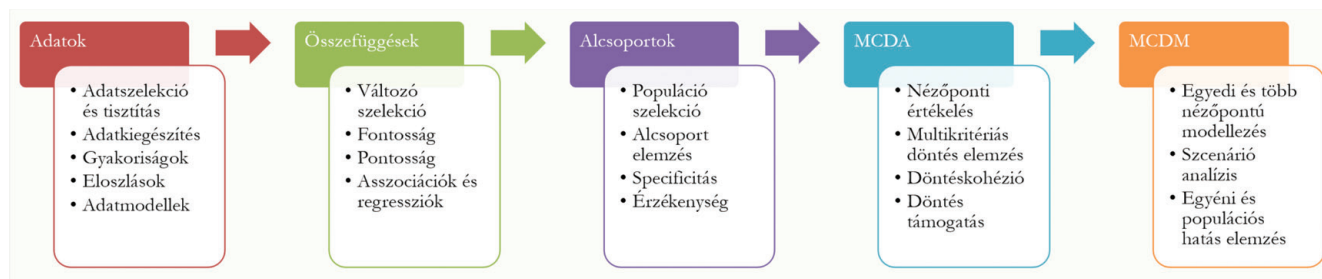 Adatok
• Adatszelekció
és tisztítás
• Adatkiegészítés
• Gyakoriságok
• Eloszlások
• Adatmodellek
Összefüggések
• Változó
szelekció
• Fontosság
• Pontosság
• Asszociációk és
regressziók
Alcsoportok
• Populáció
szelekció
• Alcsoport
elemzés
• Specificitás
• Érzékenység
MCDA
• Nézőponti
értékelés
• Multikritériás
döntés elemzés
• Döntéskohézió
• Döntés
támogatás
MCDM
• Egyedi és több
nézőpontú
modellezés
• Szcenárió
analízis
• Egyéni és
populációs
hatás elemzés